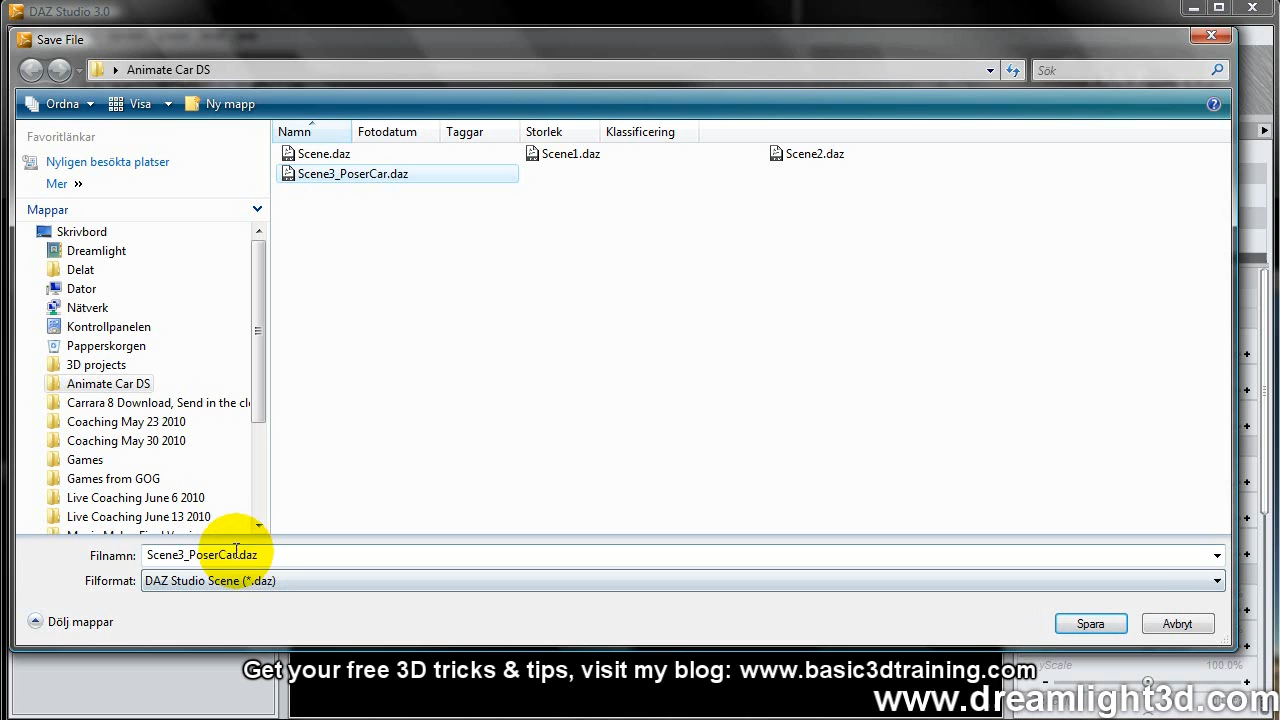 DAZ Studio 3.0
Save File
Animate Car DS
Sök
Ordna Visa Ny mapp
Favoritlänkar
Nyligen besökta platser
Mer »
Mappar
Skrivbord
Dreamlight
Delat
Dator
Nätverk
Kontrollpanelen
Papperskorgen
3D projects
Animate Car DS
Carrara 8 Download, Send in the cl
Coaching May 23 2010
Coaching May 30 2010
Games
Games from GOG
Live Coaching June 6 2010
Live Coaching June 13 2010
Namn Fotodatum Taggar Storlek Klassificering
Scene.daz Scene1.daz Scene2.daz
Scene3_PoserCar.daz
Filnamn: Scene3_PoserCar.daz
Filformat: DAZ Studio Scene (*.daz)
Dölj mappar Spara Avbryt
yScale 100.0%
Get your free 3D tricks & tips, visit my blog: www.basic3dtraining.com
www.dreamlight3d.com